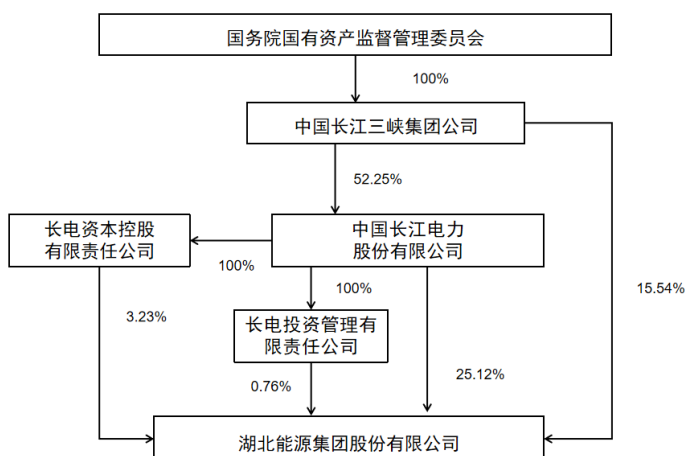 国务院国有资产监督管理委员会
100%
中国长江三峡集团公司
52.25%
长电资本控股
有限责任公司
中国长江电力
股份有限公司
100%
100%
15.54%
3.23%
长电投资管理有
限责任公司
0.76%
25.12%
湖北能源集团股份有限公司